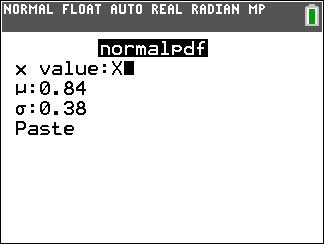 NORMAL FLOAT AUTO REAL RADIAN MP
normalpdf
x value:X
μ:0.84
σ:0.38
Paste